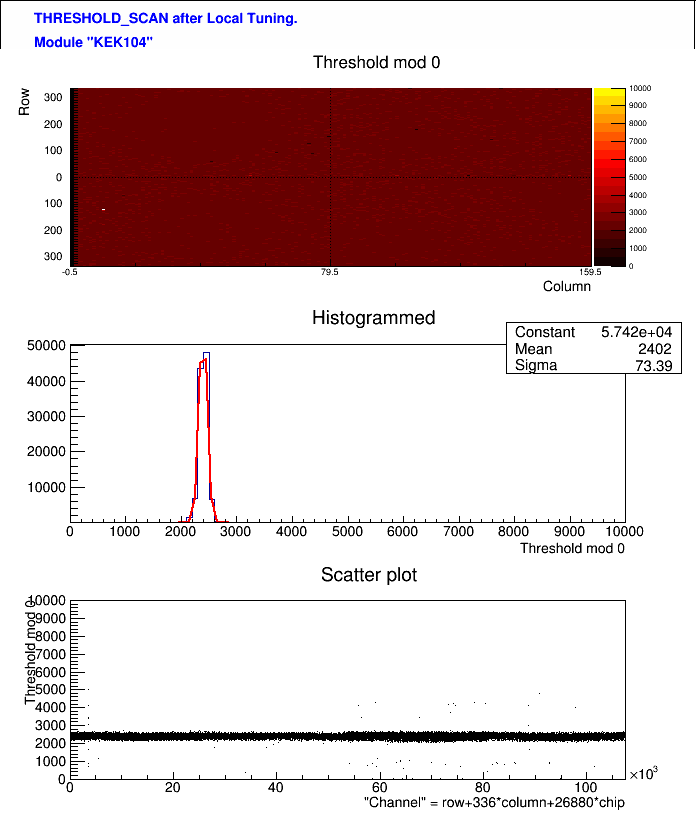 THRESHOLD_SCAN after Local Tuning.
Module "KEK104"
Threshold mod 0
Row
300
200
100
0
100
200
300
-0.5
79.5
159.5
Column
10000
9000
8000
7000
6000
5000
4000
3000
2000
1000
0
Histogrammed
Constant 5.742e+04
Mean 2402
Sigma 73.39
50000
40000
30000
20000
10000
0 1000 2000 3000 4000 5000 6000 7000 8000 9000 10000
Threshold mod 0
Scatter plot
Threshold mod 0
10000
9000
8000
7000
6000
5000
4000
3000
2000
1000
0
0 20 40 60 80 100
×10³
"Channel" = row+336*column+26880*chip